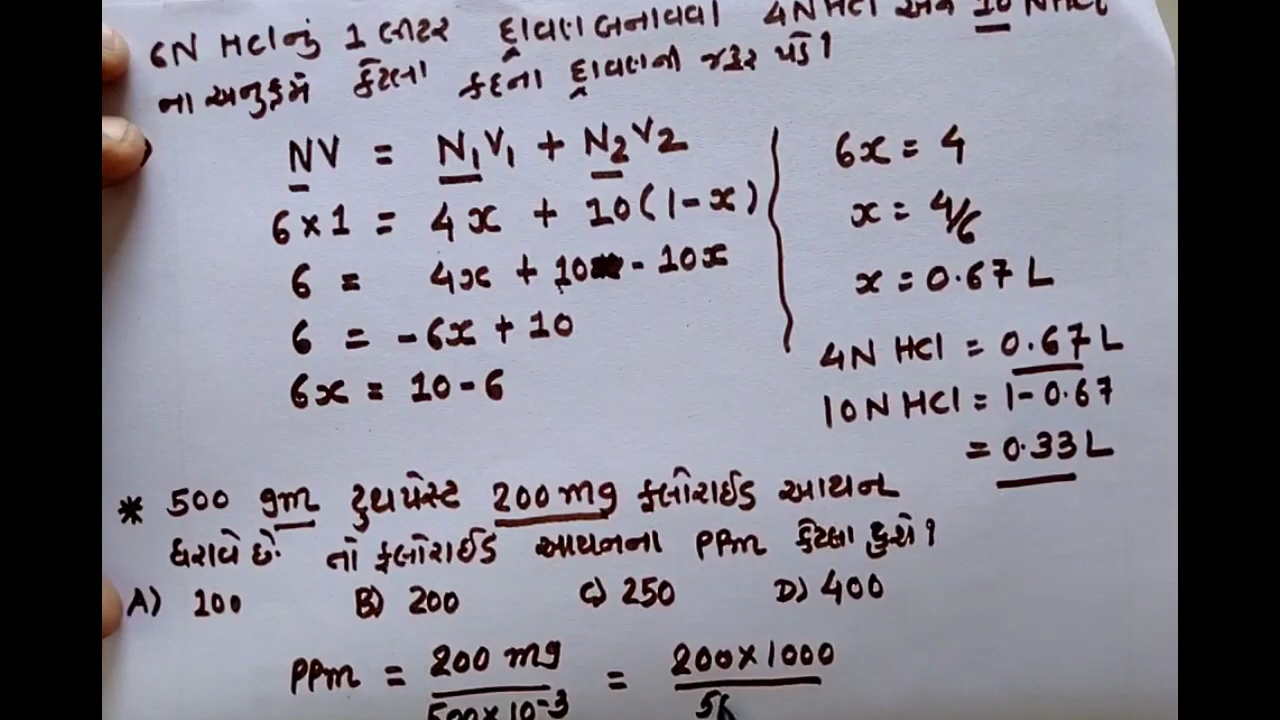 6N HCl નું 1 લીટર દ્રાવણ બનાવવા 4N HCl અને 10 N HCl
ના અનુક્રમે કેટલા કદના દ્રાવણની જરૂર પડે?
NV = N₁V₁ + N₂V₂
6×1 = 4x + 10(1-x)
6 = 4x + 10 - 10x
6 = -6x + 10
6x = 10-6
6x = 4
x = 4/6
x = 0.67 L
4N HCl = 0.67 L
10N HCl = 1-0.67
= 0.33 L
* 500 gm ટુથપેસ્ટ 200 mg ફ્લોરાઈડ આયન
ધરાવે છે. તો ફ્લોરાઈડ આયનના PPm કેટલા હશે?
A) 100 B) 200 C) 250 D) 400
PPm = 200 mg / 500×10⁻³ = 200×1000 /